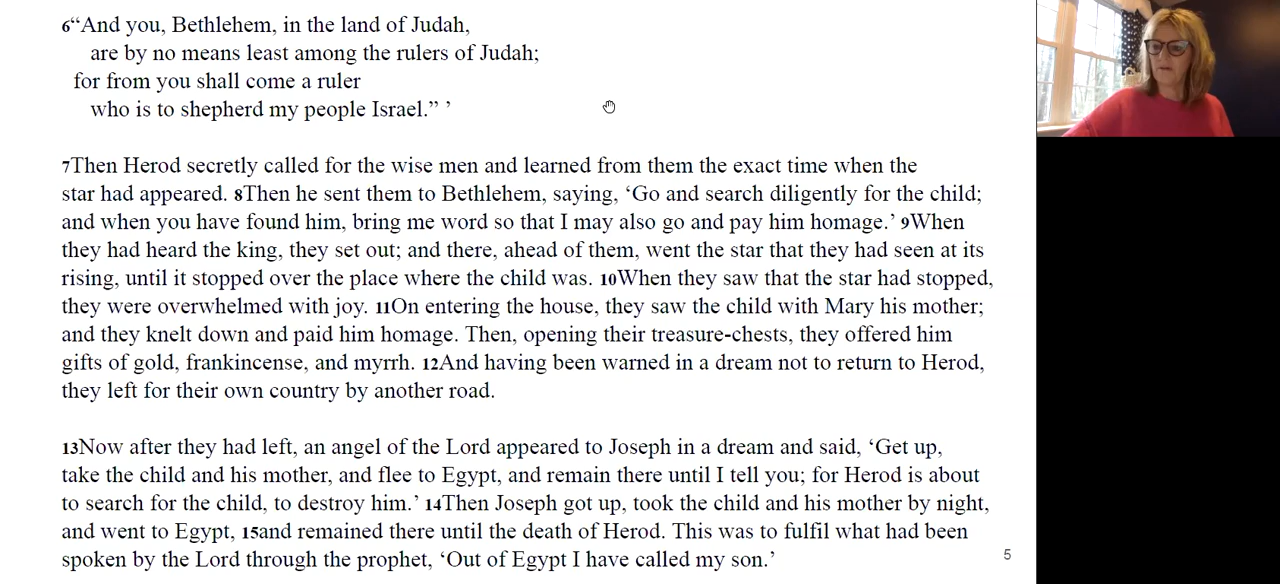 6“And you, Bethlehem, in the land of Judah,
are by no means least among the rulers of Judah;
for from you shall come a ruler
who is to shepherd my people Israel.” ’
7Then Herod secretly called for the wise men and learned from them the exact time when the
star had appeared. 8Then he sent them to Bethlehem, saying, ‘Go and search diligently for the child;
and when you have found him, bring me word so that I may also go and pay him homage.’ 9When
they had heard the king, they set out; and there, ahead of them, went the star that they had seen at its
rising, until it stopped over the place where the child was. 10When they saw that the star had stopped,
they were overwhelmed with joy. 11On entering the house, they saw the child with Mary his mother;
and they knelt down and paid him homage. Then, opening their treasure-chests, they offered him
gifts of gold, frankincense, and myrrh. 12And having been warned in a dream not to return to Herod,
they left for their own country by another road.
13Now after they had left, an angel of the Lord appeared to Joseph in a dream and said, ‘Get up,
take the child and his mother, and flee to Egypt, and remain there until I tell you; for Herod is about
to search for the child, to destroy him.’ 14Then Joseph got up, took the child and his mother by night,
and went to Egypt, 15and remained there until the death of Herod. This was to fulfil what had been
spoken by the Lord through the prophet, ‘Out of Egypt I have called my son.’
5